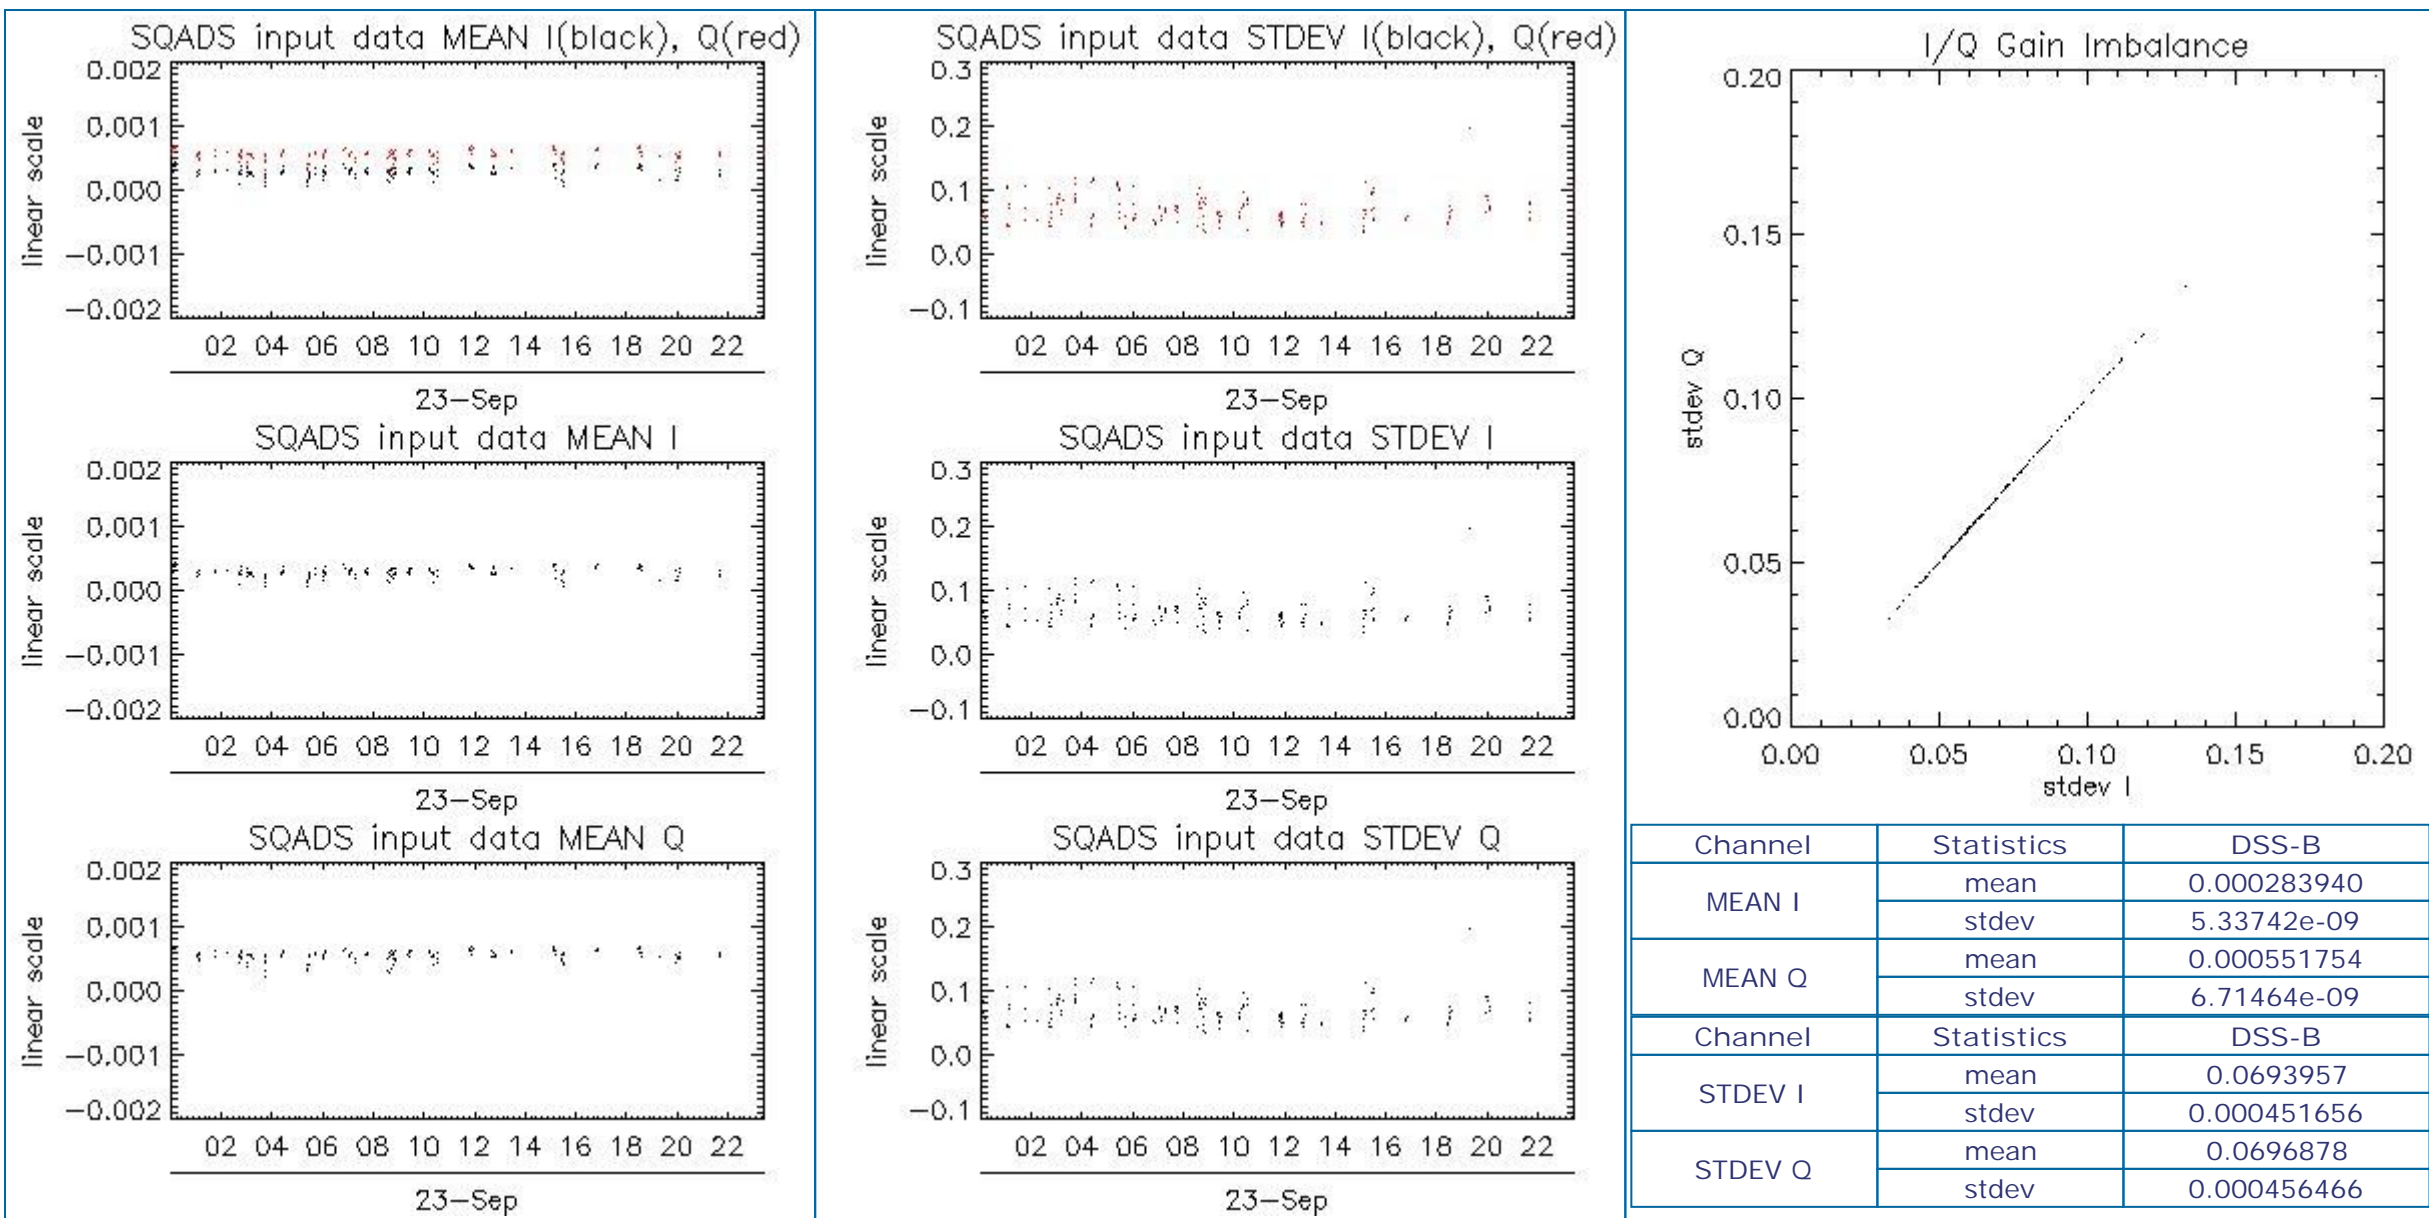 SQADS input data MEAN I(black), Q(red)
0.002
0.001
0.000
−0.001
−0.002
linear scale
02 04 06 08 10 12 14 16 18 20 22
23−Sep
SQADS input data MEAN I
0.002
0.001
0.000
−0.001
−0.002
linear scale
02 04 06 08 10 12 14 16 18 20 22
23−Sep
SQADS input data MEAN Q
0.002
0.001
0.000
−0.001
−0.002
linear scale
02 04 06 08 10 12 14 16 18 20 22
23−Sep
SQADS input data STDEV I(black), Q(red)
0.3
0.2
0.1
0.0
−0.1
linear scale
02 04 06 08 10 12 14 16 18 20 22
23−Sep
SQADS input data STDEV I
0.3
0.2
0.1
0.0
−0.1
linear scale
02 04 06 08 10 12 14 16 18 20 22
23−Sep
SQADS input data STDEV Q
0.3
0.2
0.1
0.0
−0.1
linear scale
02 04 06 08 10 12 14 16 18 20 22
23−Sep
I/Q Gain Imbalance
0.20
0.15
0.10
0.05
0.00
stdev Q
0.00 0.05 0.10 0.15 0.20
stdev I
Channel Statistics DSS-B
MEAN I mean 0.000283940
stdev 5.33742e-09
MEAN Q mean 0.000551754
stdev 6.71464e-09
Channel Statistics DSS-B
STDEV I mean 0.0693957
stdev 0.000451656
STDEV Q mean 0.0696878
stdev 0.000456466